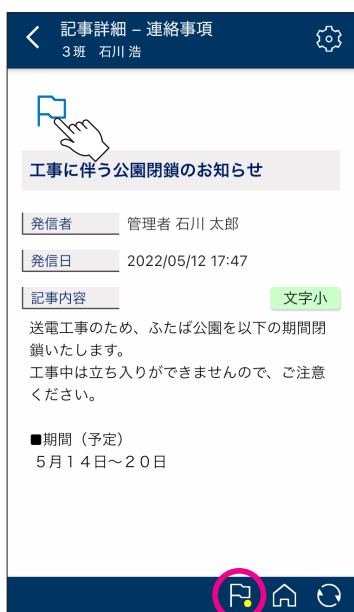 記事詳細 – 連絡事項
3班 石川 浩
工事に伴う公園閉鎖のお知らせ
発信者 管理者 石川 太郎
発信日 2022/05/12 17:47
記事内容 文字小
送電工事のため、ふたば公園を以下の期間閉
鎖いたします。
工事中は立ち入りができませんので、ご注意
ください。
■期間（予定）
５月１４日〜２０日